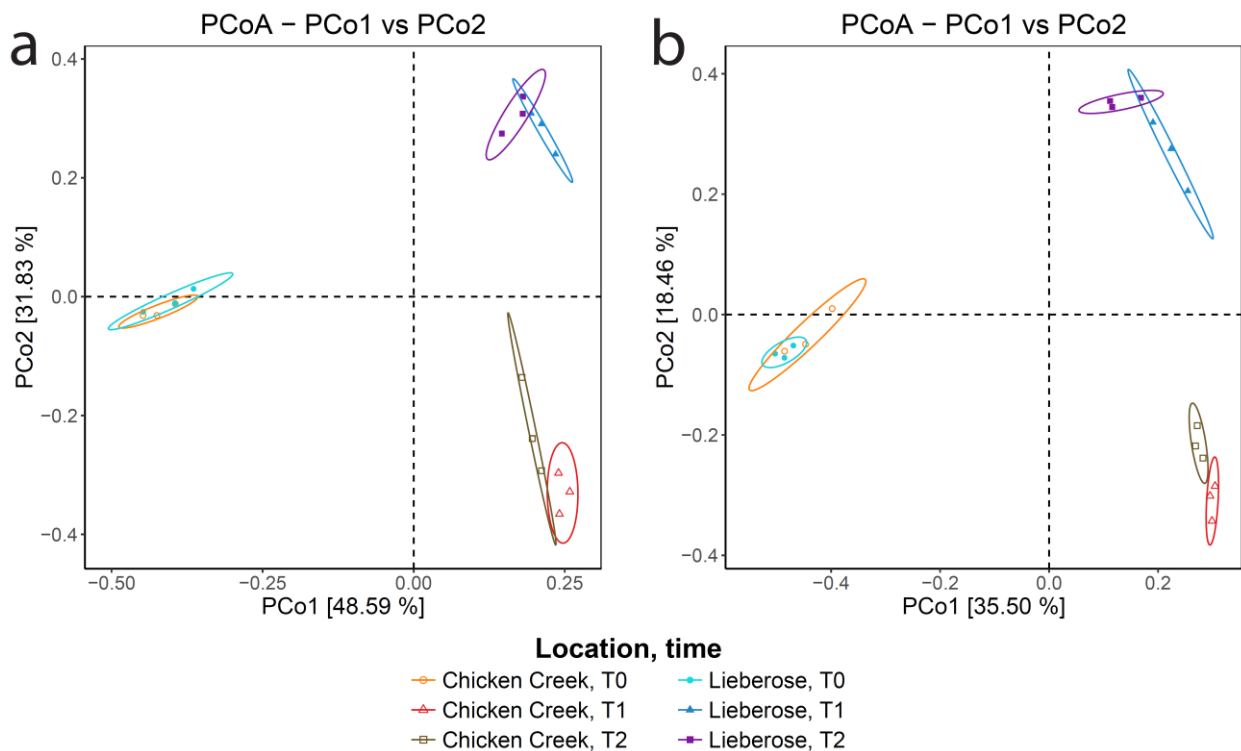 a
PCoA − PCo1 vs PCo2
0.4
0.2
0.0
−0.2
−0.4
PCo2 [31.83 %]
−0.50
−0.25
0.00
0.25
PCo1 [48.59 %]
b
PCoA − PCo1 vs PCo2
0.4
0.2
0.0
−0.2
−0.4
PCo2 [18.46 %]
−0.4
−0.2
0.0
0.2
PCo1 [35.50 %]
Location, time
Chicken Creek, T0
Chicken Creek, T1
Chicken Creek, T2
Lieberose, T0
Lieberose, T1
Lieberose, T2